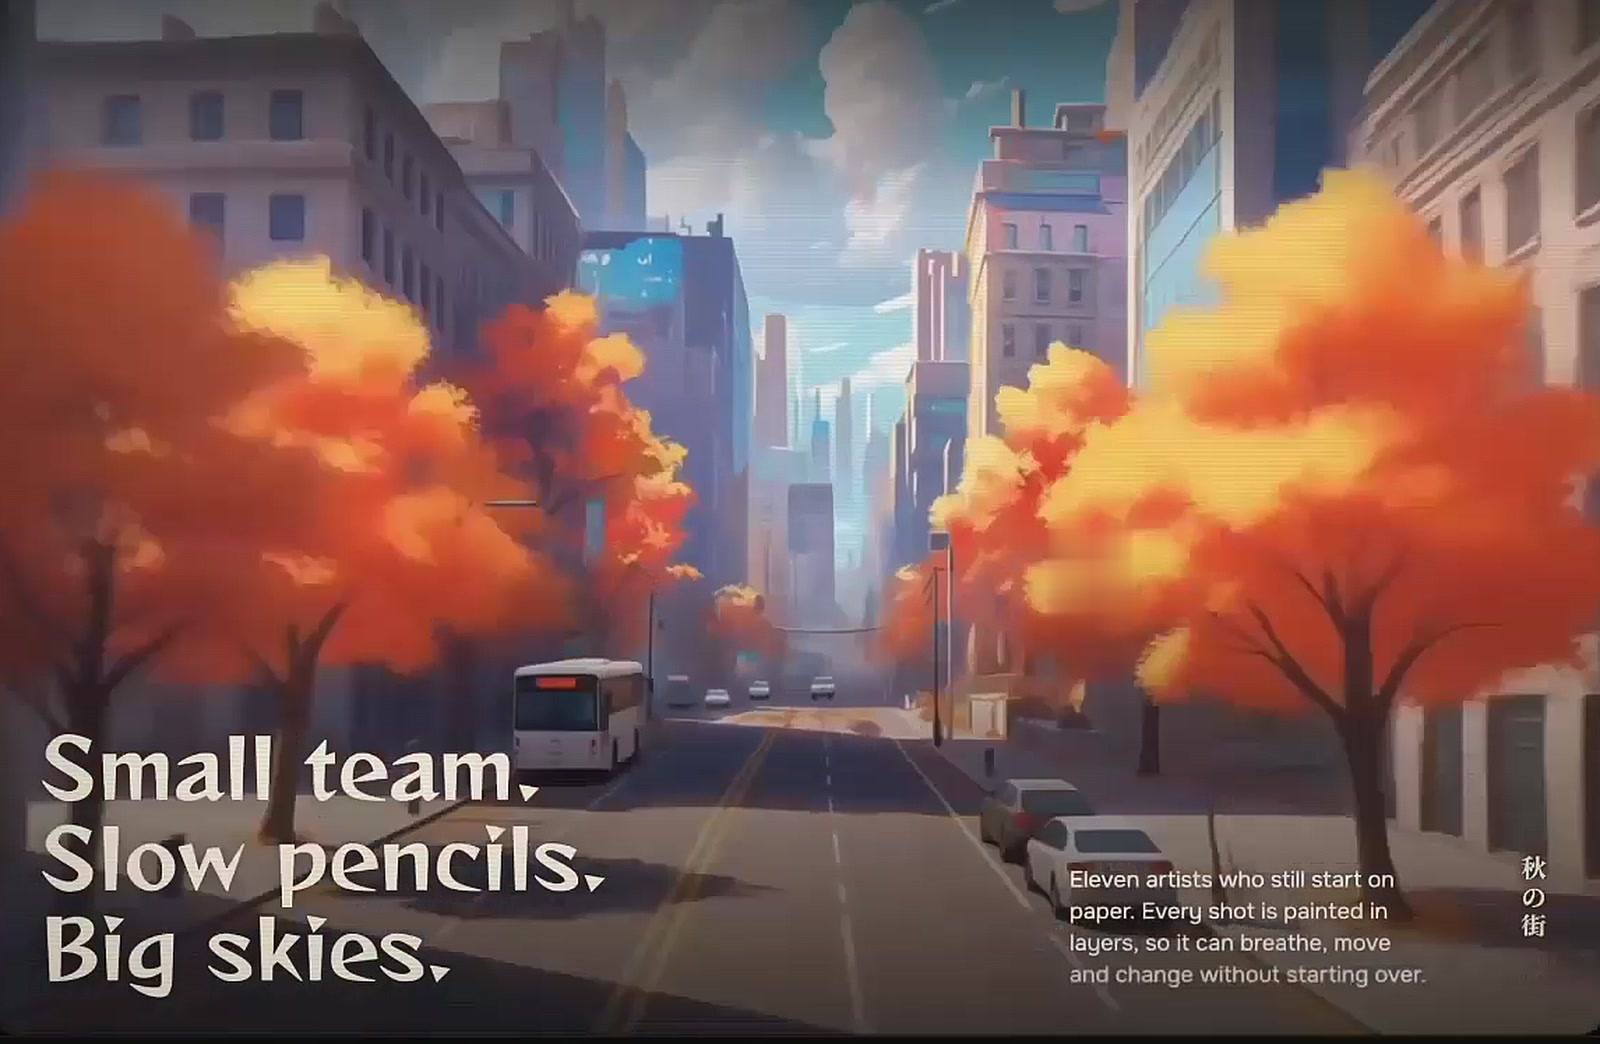 Small team.
Slow pencils.
Big skies.
Eleven artists who still start on
paper. Every shot is painted in
layers, so it can breathe, move
and change without starting over.
秋の街